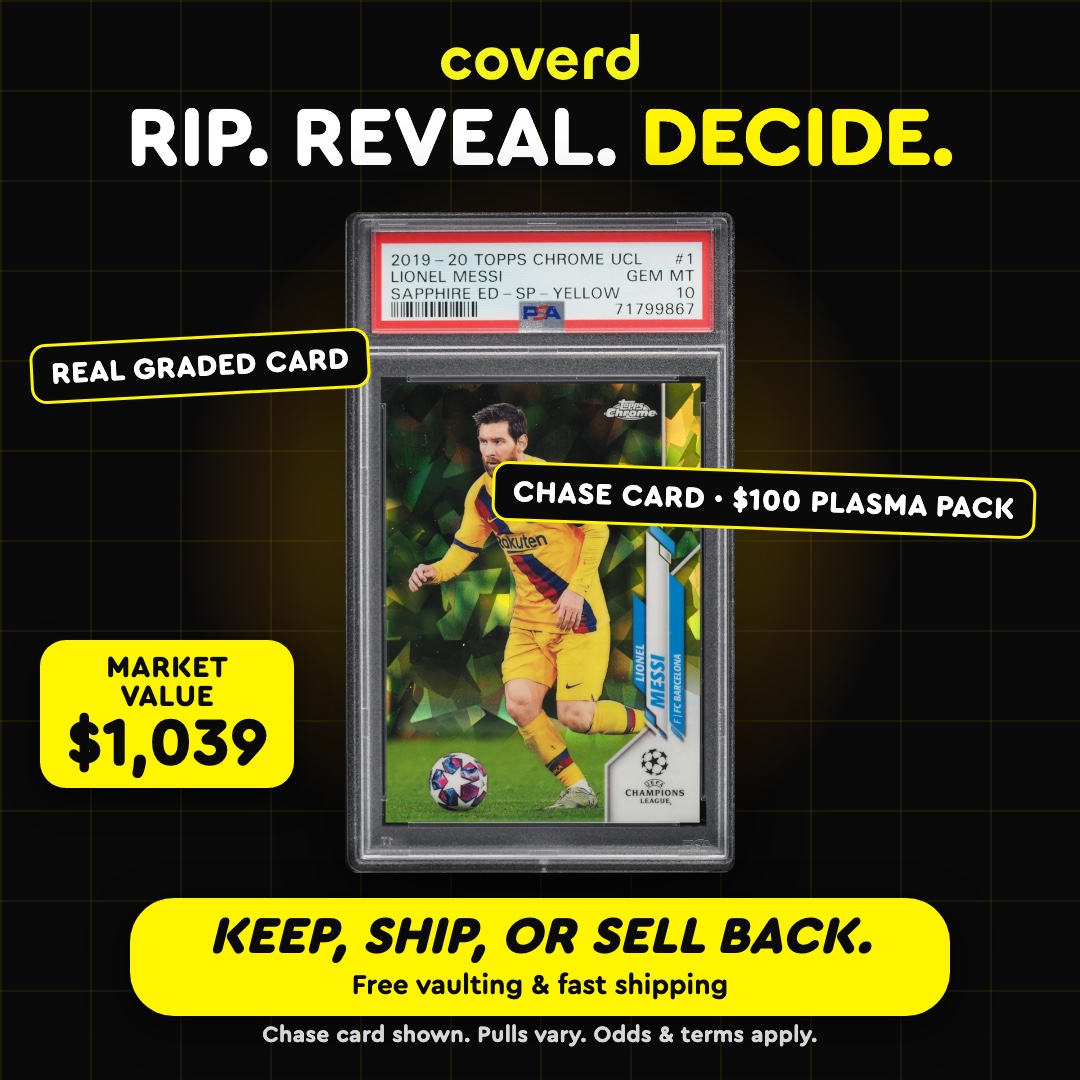 coverd
RIP. REVEAL. DECIDE.
2019-20 TOPPS CHROME UCL #1
LIONEL MESSI GEM MT
SAPPHIRE ED-SP-YELLOW 10
PSA 71799867
REAL GRADED CARD
topps Chrome
CHASE CARD · $100 PLASMA PACK
Rakuten
LIONEL
MESSI
F | FC BARCELONA
MARKET
VALUE
$1,039
UEFA
CHAMPIONS
LEAGUE
KEEP, SHIP, OR SELL BACK.
Free vaulting & fast shipping
Chase card shown. Pulls vary. Odds & terms apply.